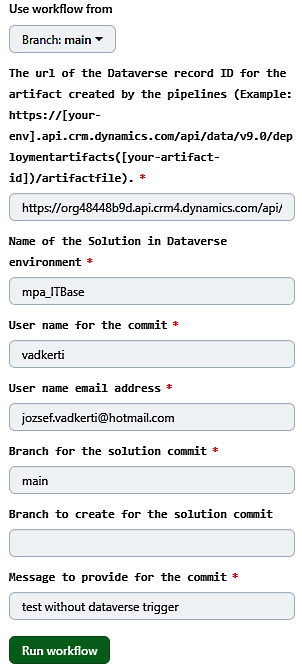 Use workflow from
Branch: main
The url of the Dataverse record ID for the
artifact created by the pipelines (Example:
https://[your-
env].api.crm.dynamics.com/api/data/v9.0/dep
loymentartifacts([your-artifact-
id])/artifactfile). *
https://org48448b9d.api.crm4.dynamics.com/api/
Name of the Solution in Dataverse
environment *
mpa_ITBase
User name for the commit *
vadkerti
User name email address *
jozsef.vadkerti@hotmail.com
Branch for the solution commit *
main
Branch to create for the solution commit
Message to provide for the commit *
test without dataverse trigger
Run workflow